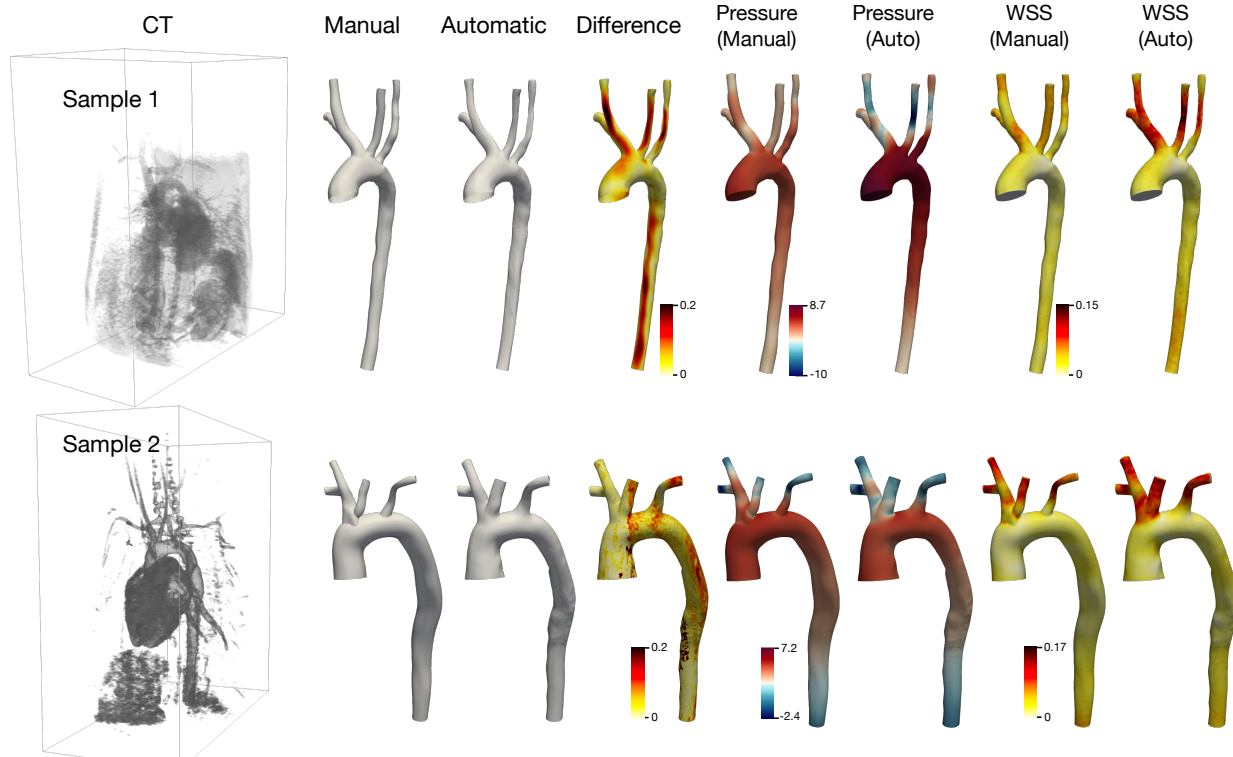 CT
Manual
Automatic
Difference
Pressure
(Manual)
Pressure
(Auto)
WSS
(Manual)
WSS
(Auto)
Sample 1
0.2
0
8.7
-10
0.15
0
Sample 2
0.2
0
7.2
-2.4
0.17
0